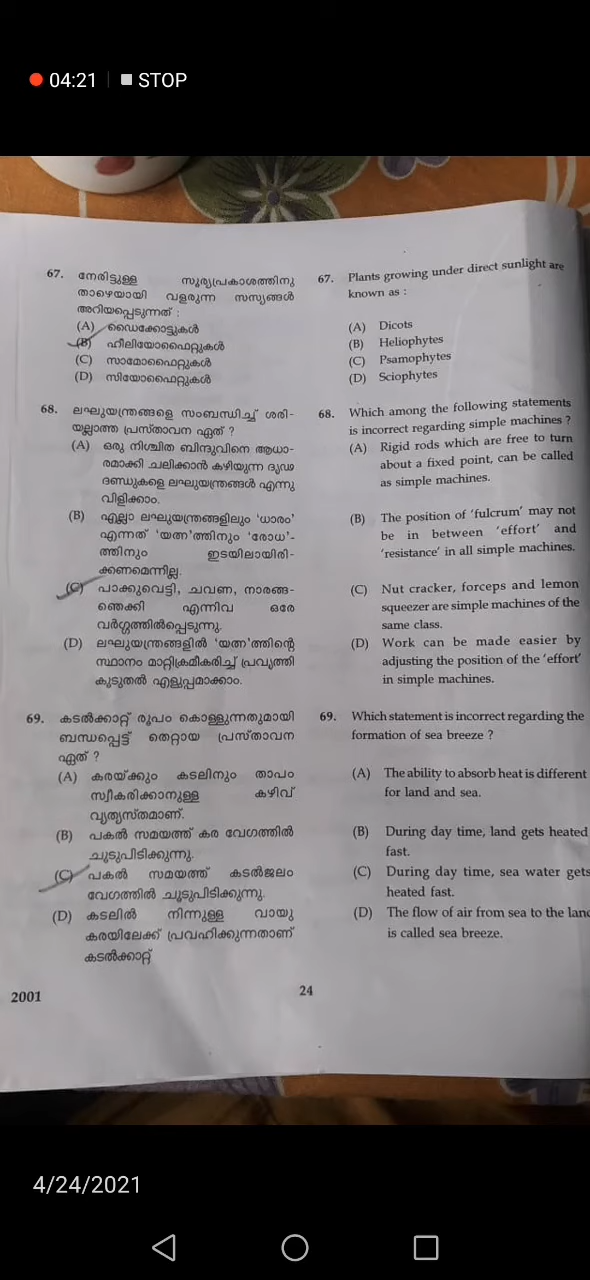 04:21 STOP
67. നേരിട്ടുള്ള സൂര്യപ്രകാശത്തിനു
താഴെയായി വളരുന്ന സസ്യങ്ങൾ
അറിയപ്പെടുന്നത് :
(A) ഡൈക്കോട്ടുകൾ
(B) ഹീലിയോഫൈറ്റുകൾ
(C) സാമോഫൈറ്റുകൾ
(D) സിയോഫൈറ്റുകൾ
68. ലഘുയന്ത്രങ്ങളെ സംബന്ധിച്ച് ശരി-
യല്ലാത്ത പ്രസ്താവന ഏത് ?
(A) ഒരു നിശ്ചിത ബിന്ദുവിനെ ആധാ-
രമാക്കി ചലിക്കാൻ കഴിയുന്ന ദൃഢ
ദണ്ഡുകളെ ലഘുയന്ത്രങ്ങൾ എന്നു
വിളിക്കാം.
(B) എല്ലാ ലഘുയന്ത്രങ്ങളിലും 'ധാരം'
എന്നത് 'യത്ന'ത്തിനും 'രോധ'-
ത്തിനും ഇടയിലായിരി-
ക്കണമെന്നില്ല.
(C) പാക്കുവെട്ടി, ചവണ, നാരങ്ങ-
ഞെക്കി എന്നിവ ഒരേ
വർഗ്ഗത്തിൽപ്പെടുന്നു.
(D) ലഘുയന്ത്രങ്ങളിൽ 'യത്ന'ത്തിന്റെ
സ്ഥാനം മാറ്റിക്രമീകരിച്ച് പ്രവൃത്തി
കൂടുതൽ എളുപ്പമാക്കാം.
69. കടൽക്കാറ്റ് രൂപം കൊള്ളുന്നതുമായി
ബന്ധപ്പെട്ട് തെറ്റായ പ്രസ്താവന
ഏത് ?
(A) കരയ്ക്കും കടലിനും താപം
സ്വീകരിക്കാനുള്ള കഴിവ്
വ്യത്യസ്തമാണ്.
(B) പകൽ സമയത്ത് കര വേഗത്തിൽ
ചൂടുപിടിക്കുന്നു.
(C) പകൽ സമയത്ത് കടൽജലം
വേഗത്തിൽ ചൂടുപിടിക്കുന്നു.
(D) കടലിൽ നിന്നുള്ള വായു
കരയിലേക്ക് പ്രവഹിക്കുന്നതാണ്
കടൽക്കാറ്റ്
67. Plants growing under direct sunlight are
known as :
(A) Dicots
(B) Heliophytes
(C) Psamophytes
(D) Sciophytes
68. Which among the following statements
is incorrect regarding simple machines ?
(A) Rigid rods which are free to turn
about a fixed point, can be called
as simple machines.
(B) The position of 'fulcrum' may not
be in between 'effort' and
'resistance' in all simple machines.
(C) Nut cracker, forceps and lemon
squeezer are simple machines of the
same class.
(D) Work can be made easier by
adjusting the position of the 'effort'
in simple machines.
69. Which statement is incorrect regarding the
formation of sea breeze ?
(A) The ability to absorb heat is different
for land and sea.
(B) During day time, land gets heated
fast.
(C) During day time, sea water gets
heated fast.
(D) The flow of air from sea to the land
is called sea breeze.
2001
24
4/24/2021